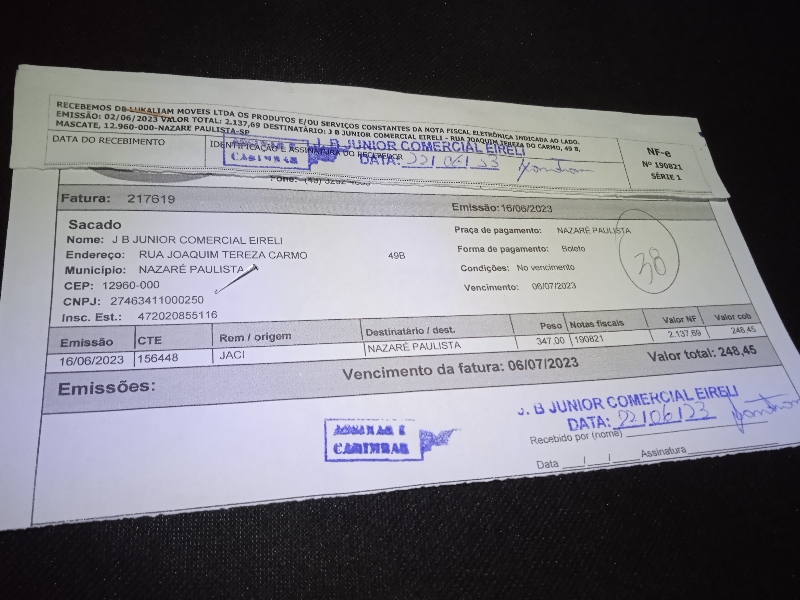 RECEBEMOS DE LUKALIAM MOVEIS LTDA OS PRODUTOS E/OU SERVIÇOS CONSTANTES DA NOTA FISCAL ELETRÔNICA INDICADA AO LADO.
EMISSÃO: 02/06/2023 VALOR TOTAL: 2.137,69 DESTINATÁRIO: J B JUNIOR COMERCIAL EIRELI - RUA JOAQUIM TEREZA DO CARMO, 49 B,
MASCATE, 12.960-000-NAZARE PAULISTA-SP
DATA DO RECEBIMENTO
IDENTIFICAÇÃO E ASSINATURA DO RECEBEDOR
J. B JUNIOR COMERCIAL EIRELI
CARIMBAR
DATA: 22/06/23
NF-e
Nº 190821
SÉRIE 1
Fatura: 217619
Emissão:16/06/2023
Sacado
Nome: J B JUNIOR COMERCIAL EIRELI
Endereço: RUA JOAQUIM TEREZA CARMO 49B
Município: NAZARÉ PAULISTA
CEP: 12960-000
CNPJ: 27463411000250
Insc. Est.: 472020855116
Praça de pagamento: NAZARÉ PAULISTA
Forma de pagamento: Boleto
Condições: No vencimento
Vencimento: 06/07/2023
38
Emissão CTE Rem / origem Destinatário / dest. Peso Notas fiscais Valor NF Valor cob
16/06/2023 156448 JACI NAZARÉ PAULISTA 347.00 190821 2.137.69 248,45
Vencimento da fatura: 06/07/2023 Valor total: 248,45
Emissões:
J. B JUNIOR COMERCIAL EIRELI
DATA: 22/06/23
ASSINAR E
CARIMBAR
Recebido por (nome)
Data __/__/__ Assinatura